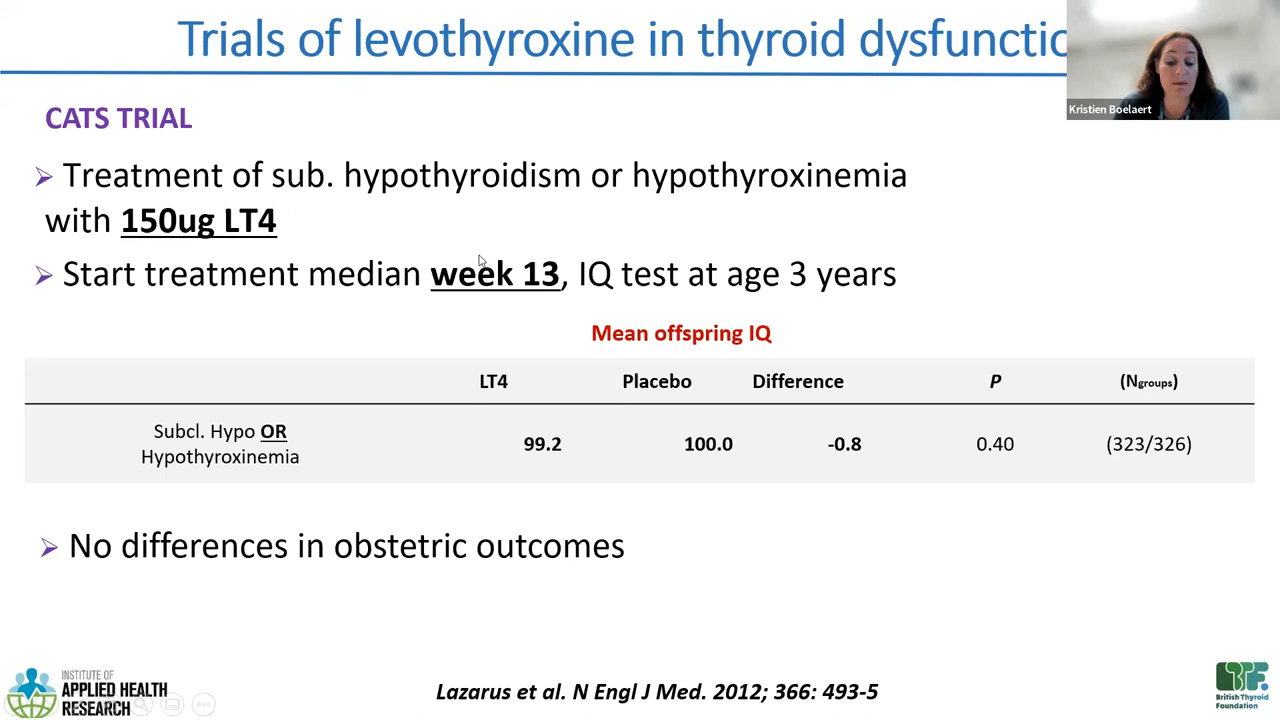 Trials of levothyroxine in thyroid dysfunctio
Kristien Boelaert
CATS TRIAL
➢ Treatment of sub. hypothyroidism or hypothyroxinemia
with 150ug LT4
➢ Start treatment median week 13, IQ test at age 3 years
Mean offspring IQ
LT4 Placebo Difference P (Ngroups)
Subcl. Hypo OR
Hypothyroxinemia
99.2 100.0 -0.8 0.40 (323/326)
➢ No differences in obstetric outcomes
INSTITUTE OF
APPLIED HEALTH
RESEARCH
Lazarus et al. N Engl J Med. 2012; 366: 493-5
BTF
British Thyroid
Foundation